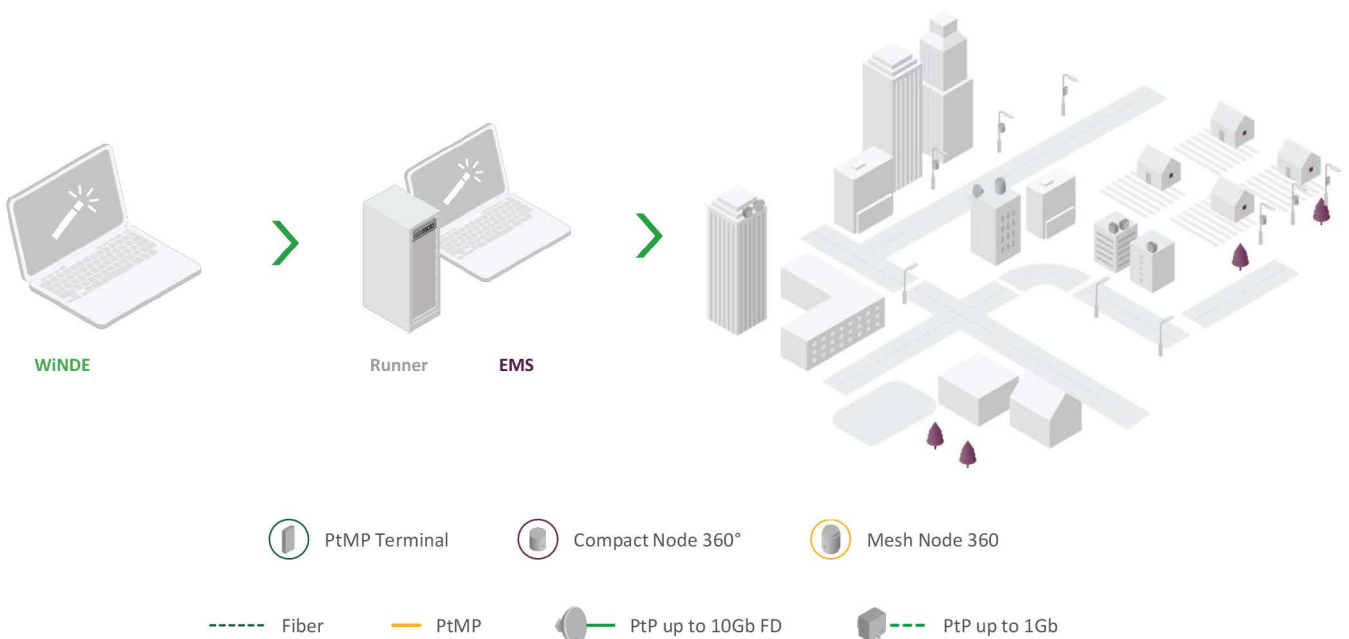 WiNDE
Runner
EMS
PtMP Terminal
Compact Node 360°
Mesh Node 360
Fiber
PtMP
PtP up to 10Gb FD
PtP up to 1Gb